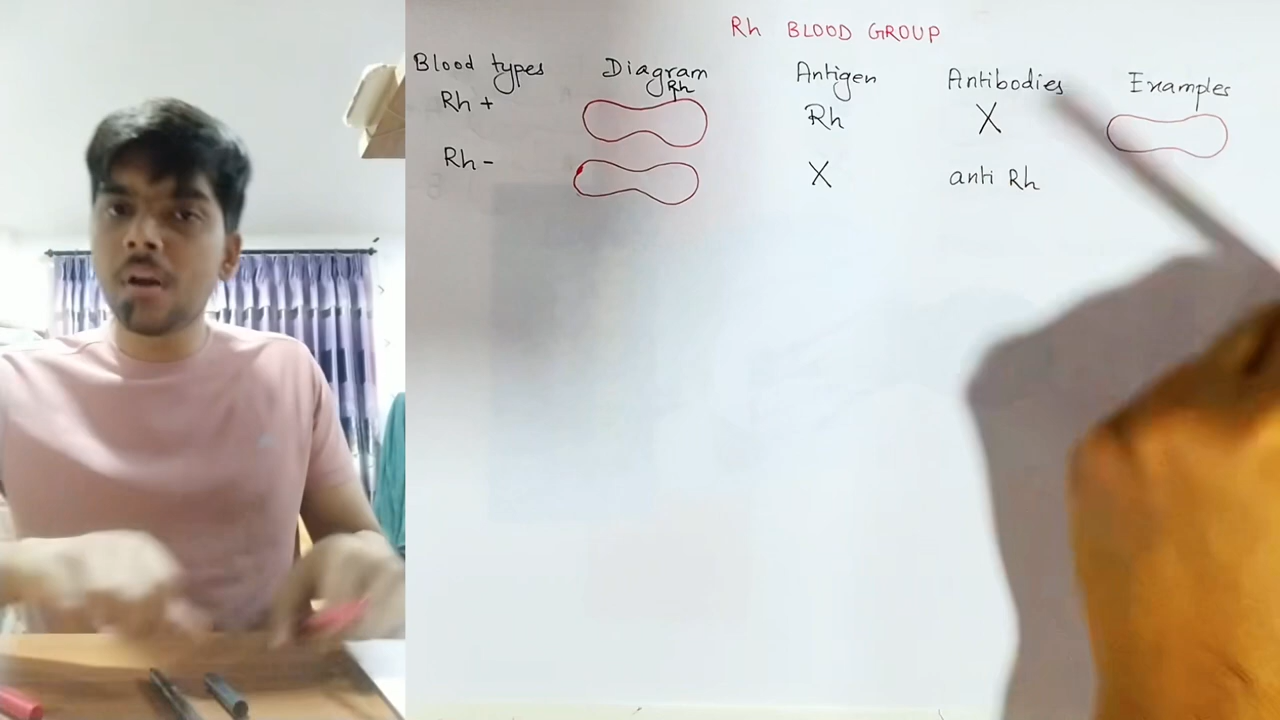 Rh BLOOD GROUP
Blood types Diagram Antigen Antibodies Examples
Rh + Rh Rh X
Rh - X anti Rh